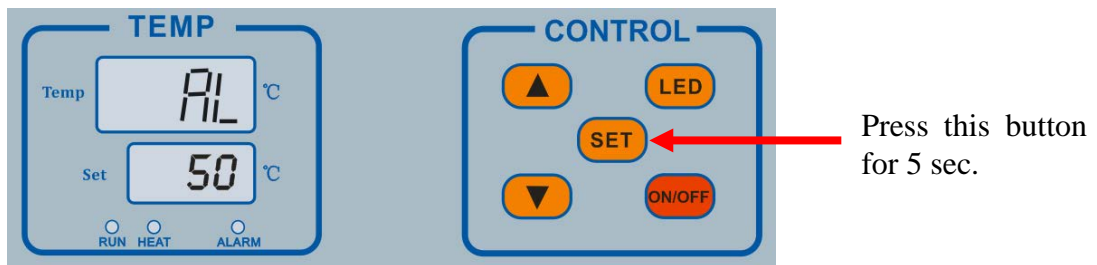 TEMP
Temp AL ℃
Set 50 ℃
RUN HEAT ALARM
CONTROL
▲ LED
SET
▼ ON/OFF
Press this button
for 5 sec.